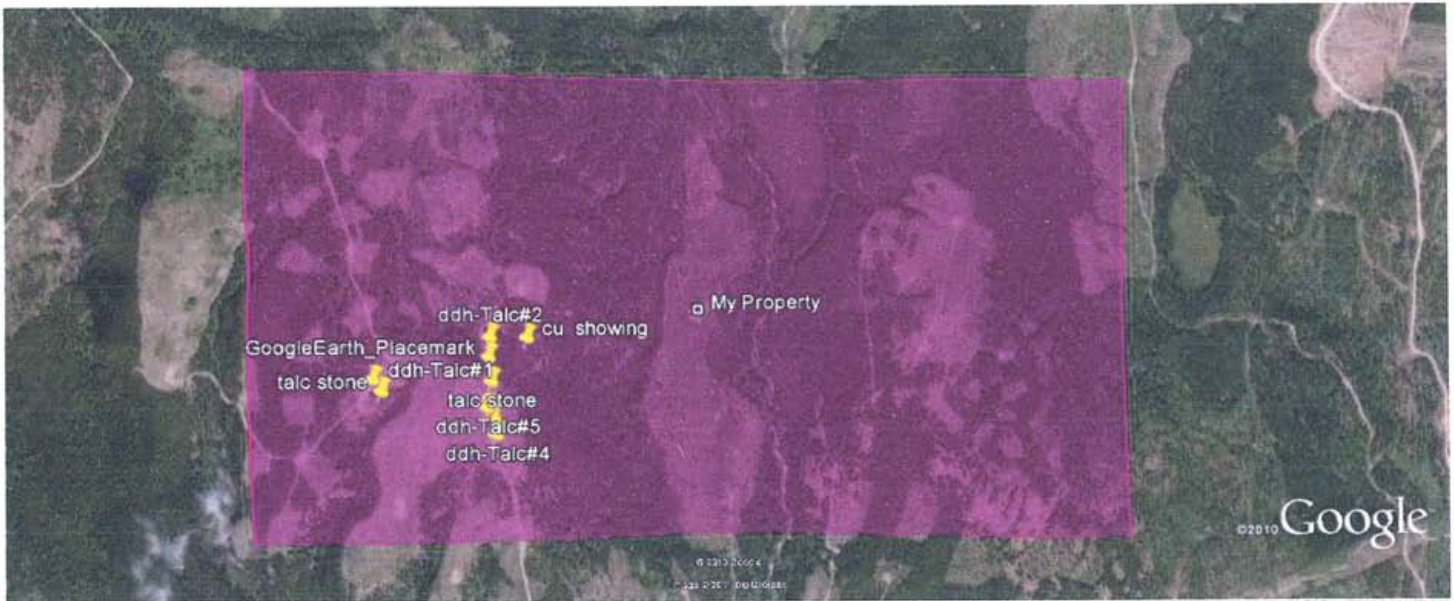 ddh-Talc#2
cu showing
My Property
GoogleEarth_Placemark
ddh-Talc#1
talc stone
talc stone
ddh-Talc#5
ddh-Talc#4
©2010 Google